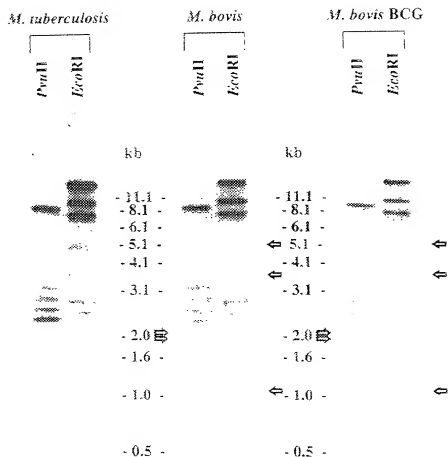 M. tuberculosis M. bovis M. bovis BCG
PvuII EcoRI PvuII EcoRI PvuII EcoRI
kb kb
- 11.1 - - 11.1 -
- 8.1 - - 8.1 -
- 6.1 - - 6.1 -
- 5.1 - - 5.1 -
- 4.1 - - 4.1 -
- 3.1 - - 3.1 -
- 2.0 - - 2.0 -
- 1.6 - - 1.6 -
- 1.0 - - 1.0 -
- 0.5 - - 0.5 -